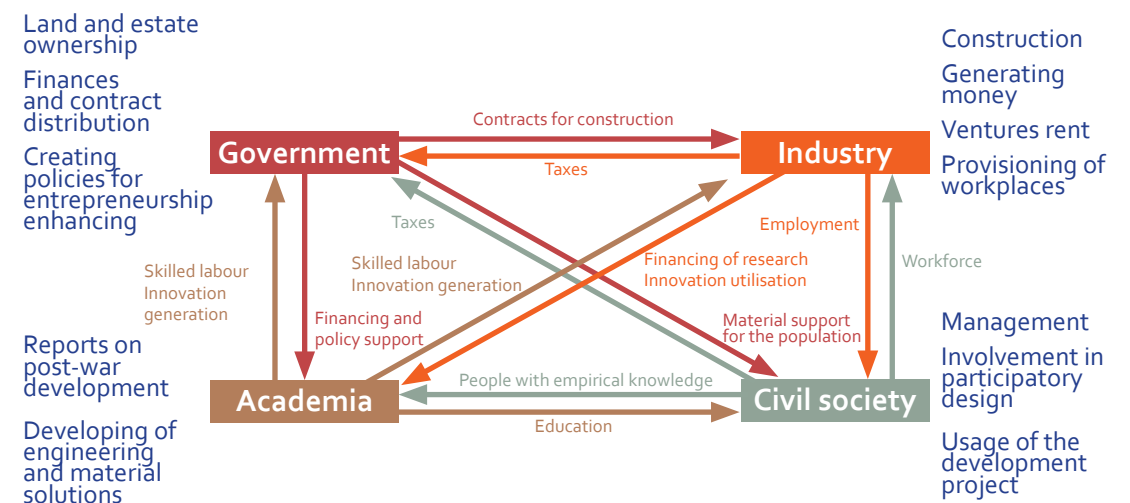 Land and estate
ownership
Finances
and contract
distribution
Creating
policies for
entrepreneurship
enhancing
Construction
Generating
money
Ventures rent
Provisioning of
workplaces
Contracts for construction
Government
Industry
Taxes
Taxes
Employment
Skilled labour
Innovation
generation
Skilled labour
Innovation generation
Financing of research
Innovation utilisation
Workforce
Financing and
policy support
Material support
for the population
Reports on
post-war
development
Developing of
engineering
and material
solutions
Academia
People with empirical knowledge
Civil society
Education
Management
Involvement in
participatory
design
Usage of the
development
project